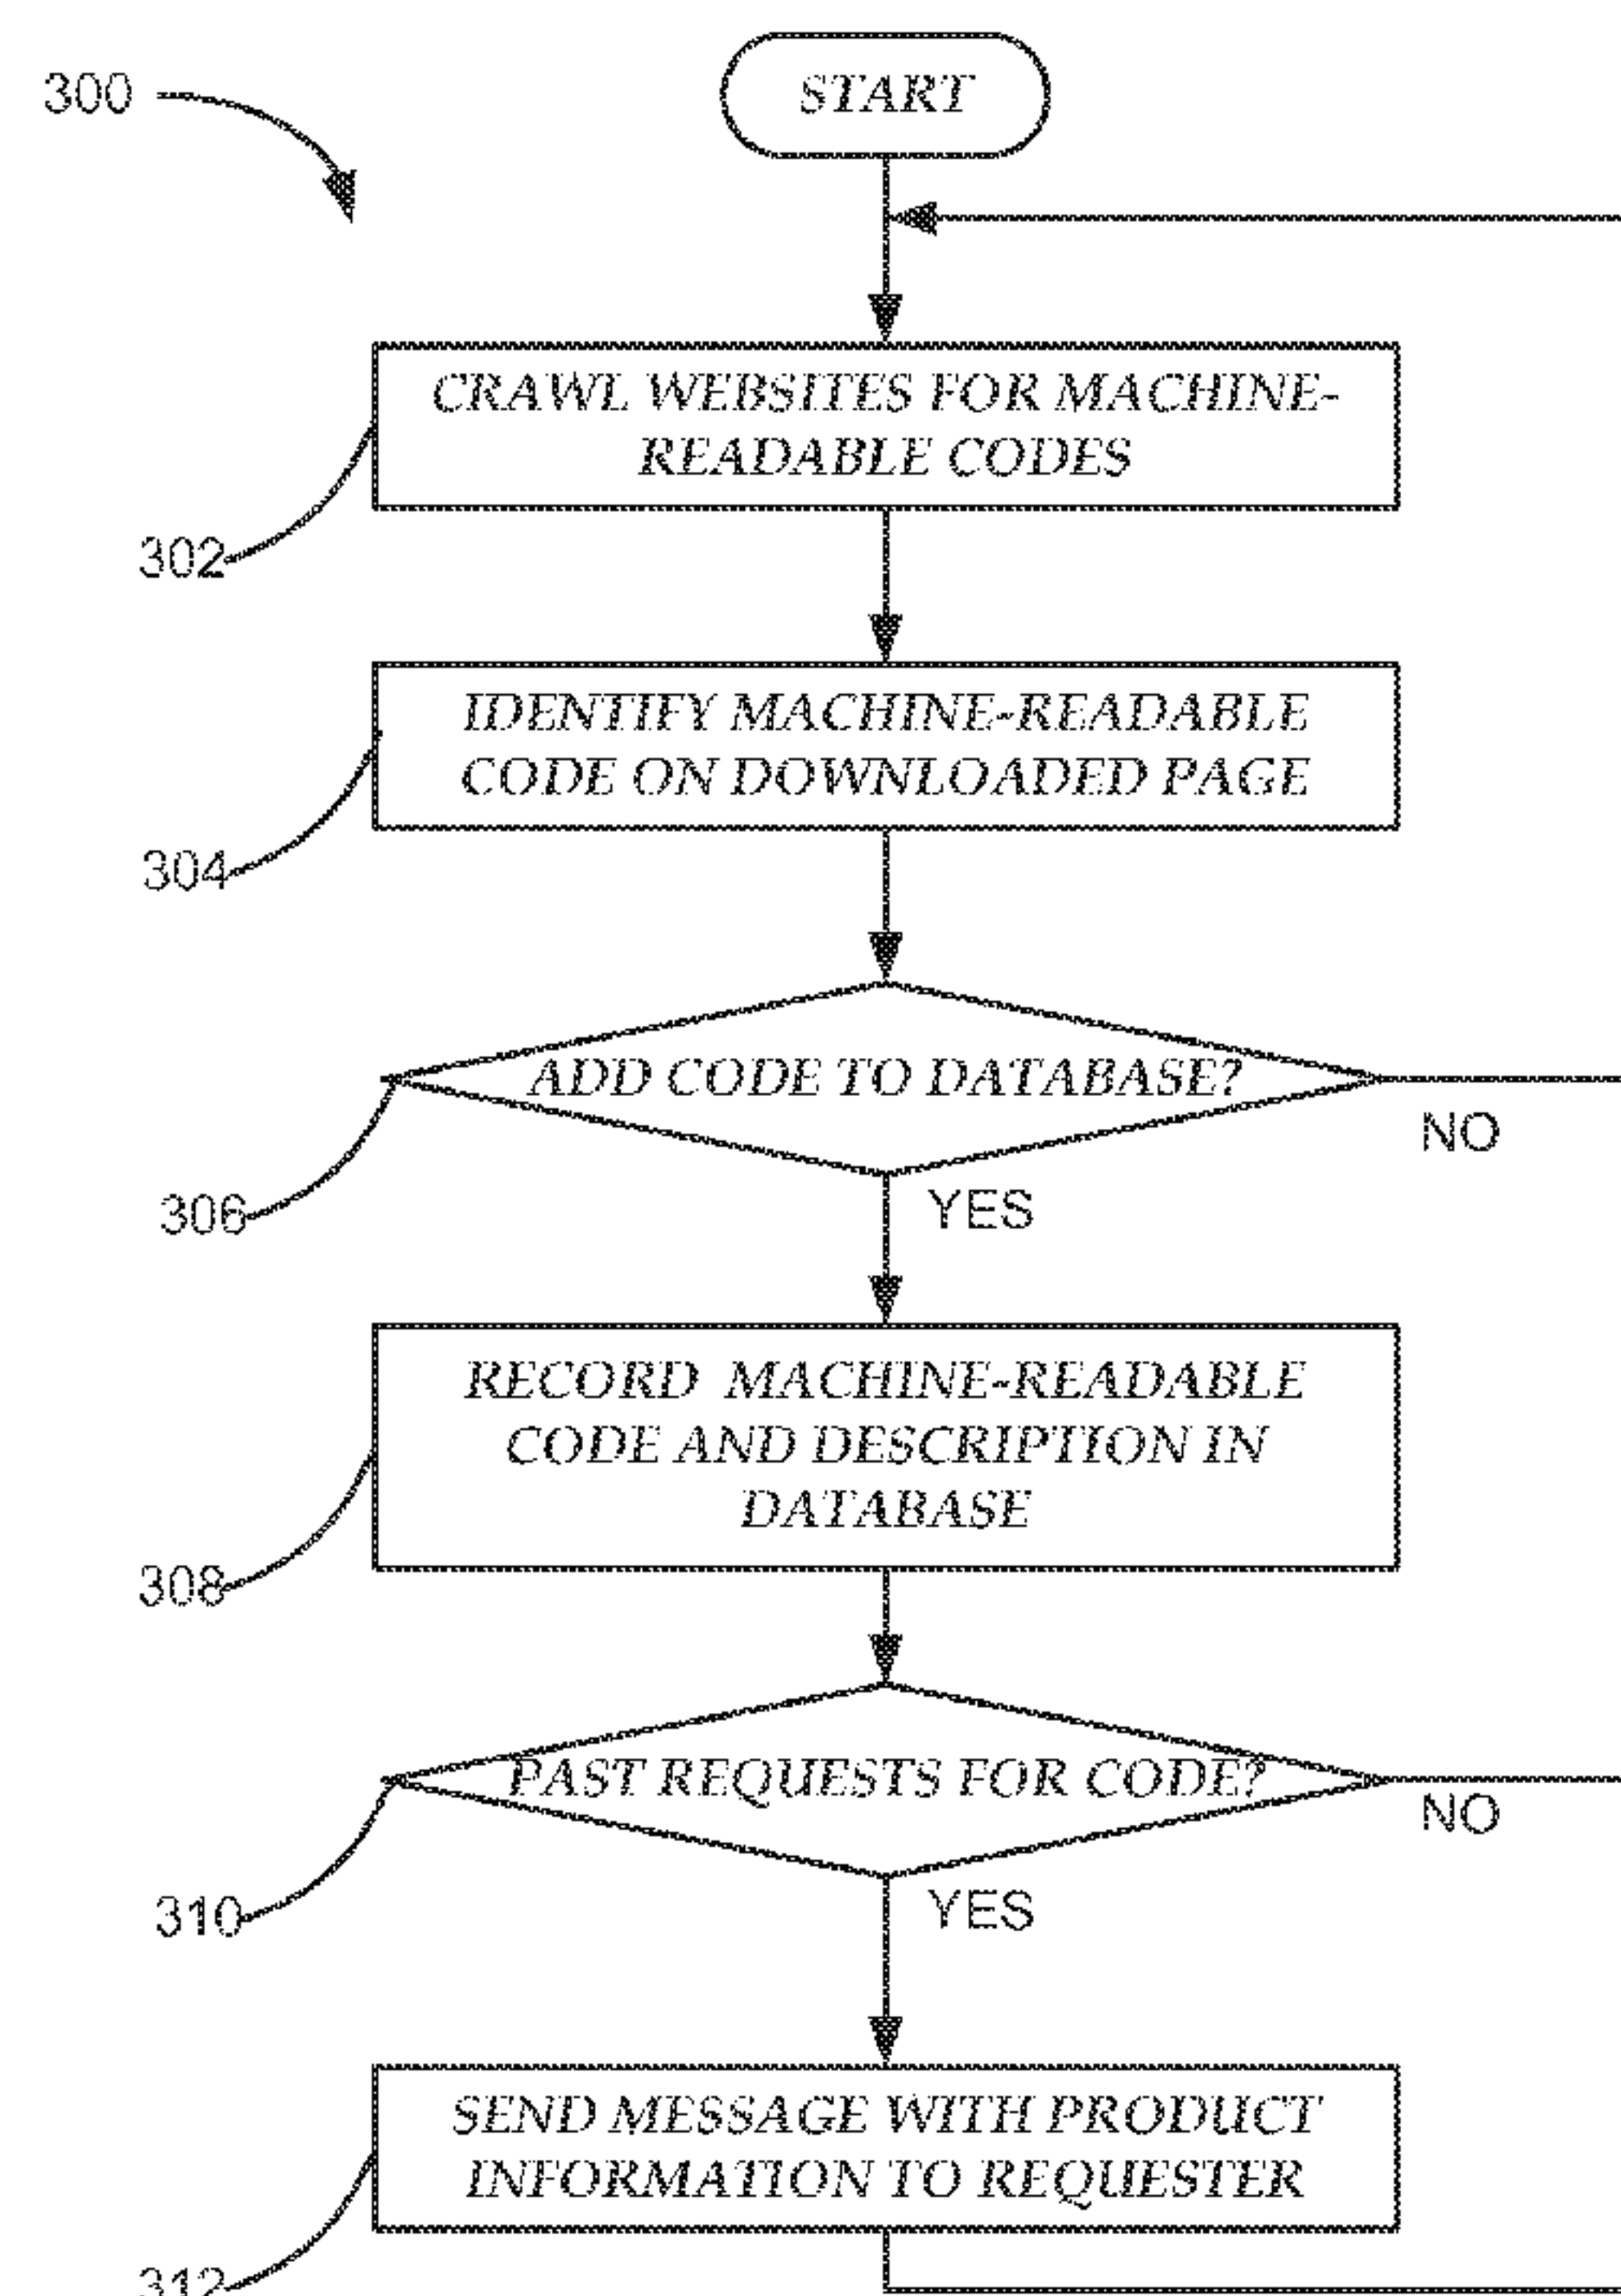 300
START
CRAWL WEBSITES FOR MACHINE-
READABLE CODES
302
IDENTIFY MACHINE-READABLE
CODE ON DOWNLOADED PAGE
304
ADD CODE TO DATABASE?
NO
306
YES
RECORD MACHINE-READABLE
CODE AND DESCRIPTION IN
DATABASE
308
PAST REQUESTS FOR CODE?
NO
310
YES
SEND MESSAGE WITH PRODUCT
INFORMATION TO REQUESTER
312